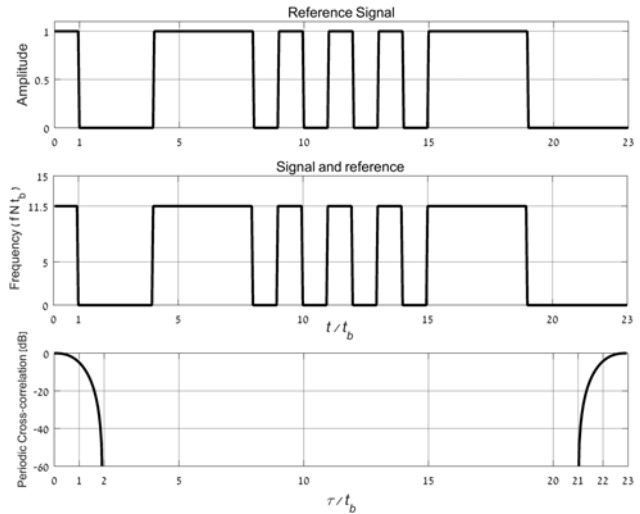 Reference Signal
Amplitude
1
0.5
0
0 1 5 10 15 20 23
Signal and reference
Frequency ( f N t_b )
15
11.5
5
0
0 1 5 10 15 20 23
t / t_b
Periodic Cross-correlation [dB]
0
-20
-40
-60
0 1 2 5 10 15 20 21 22 23
τ / t_b